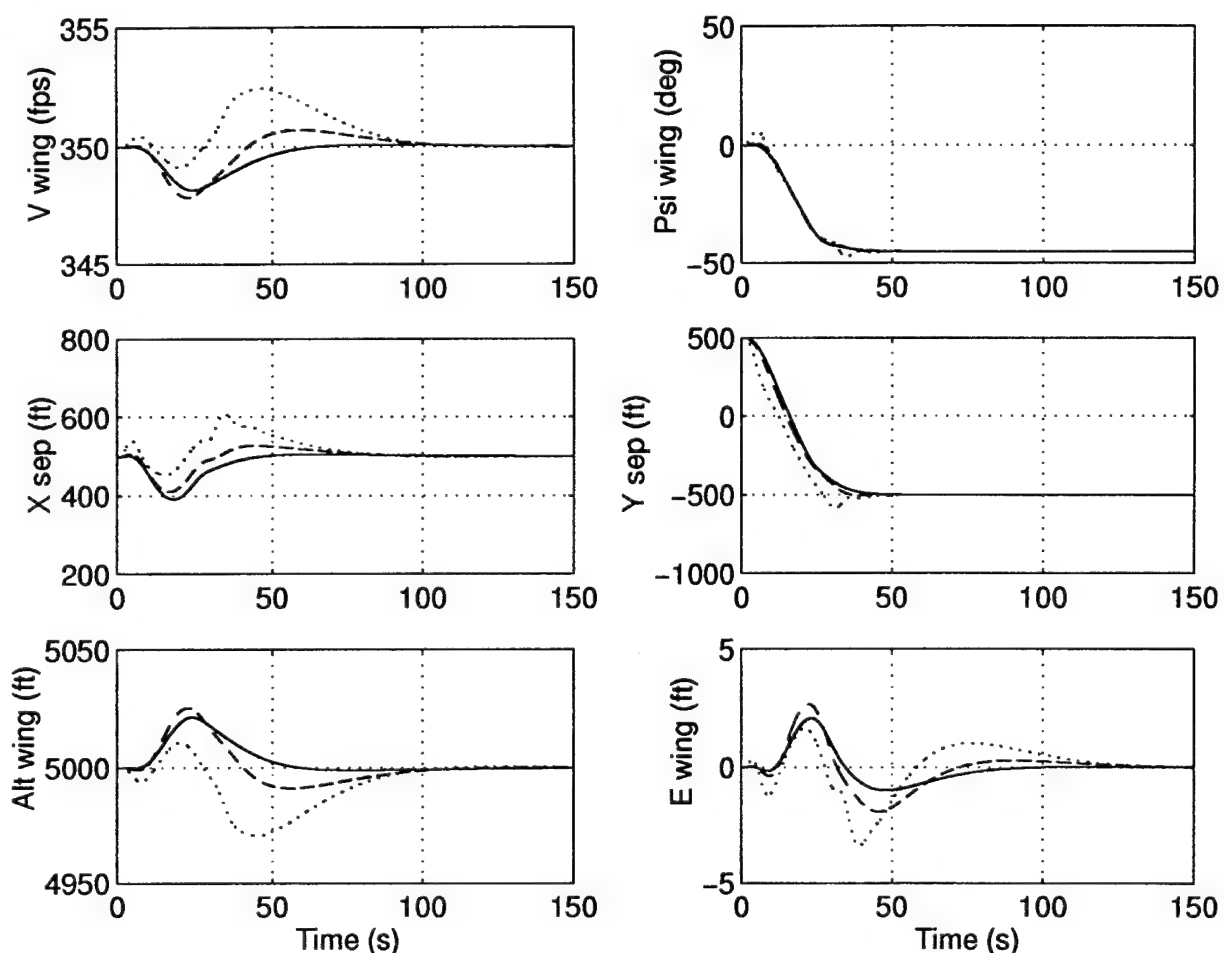 355
V wing (fps)
350
345
0 50 100 150
50
Psi wing (deg)
0
−50
0 50 100 150
800
X sep (ft)
600
400
200
0 50 100 150
500
Y sep (ft)
0
−500
−1000
0 50 100 150
5050
Alt wing (ft)
5000
4950
0 50 100 150
Time (s)
5
E wing (ft)
0
−5
0 50 100 150
Time (s)